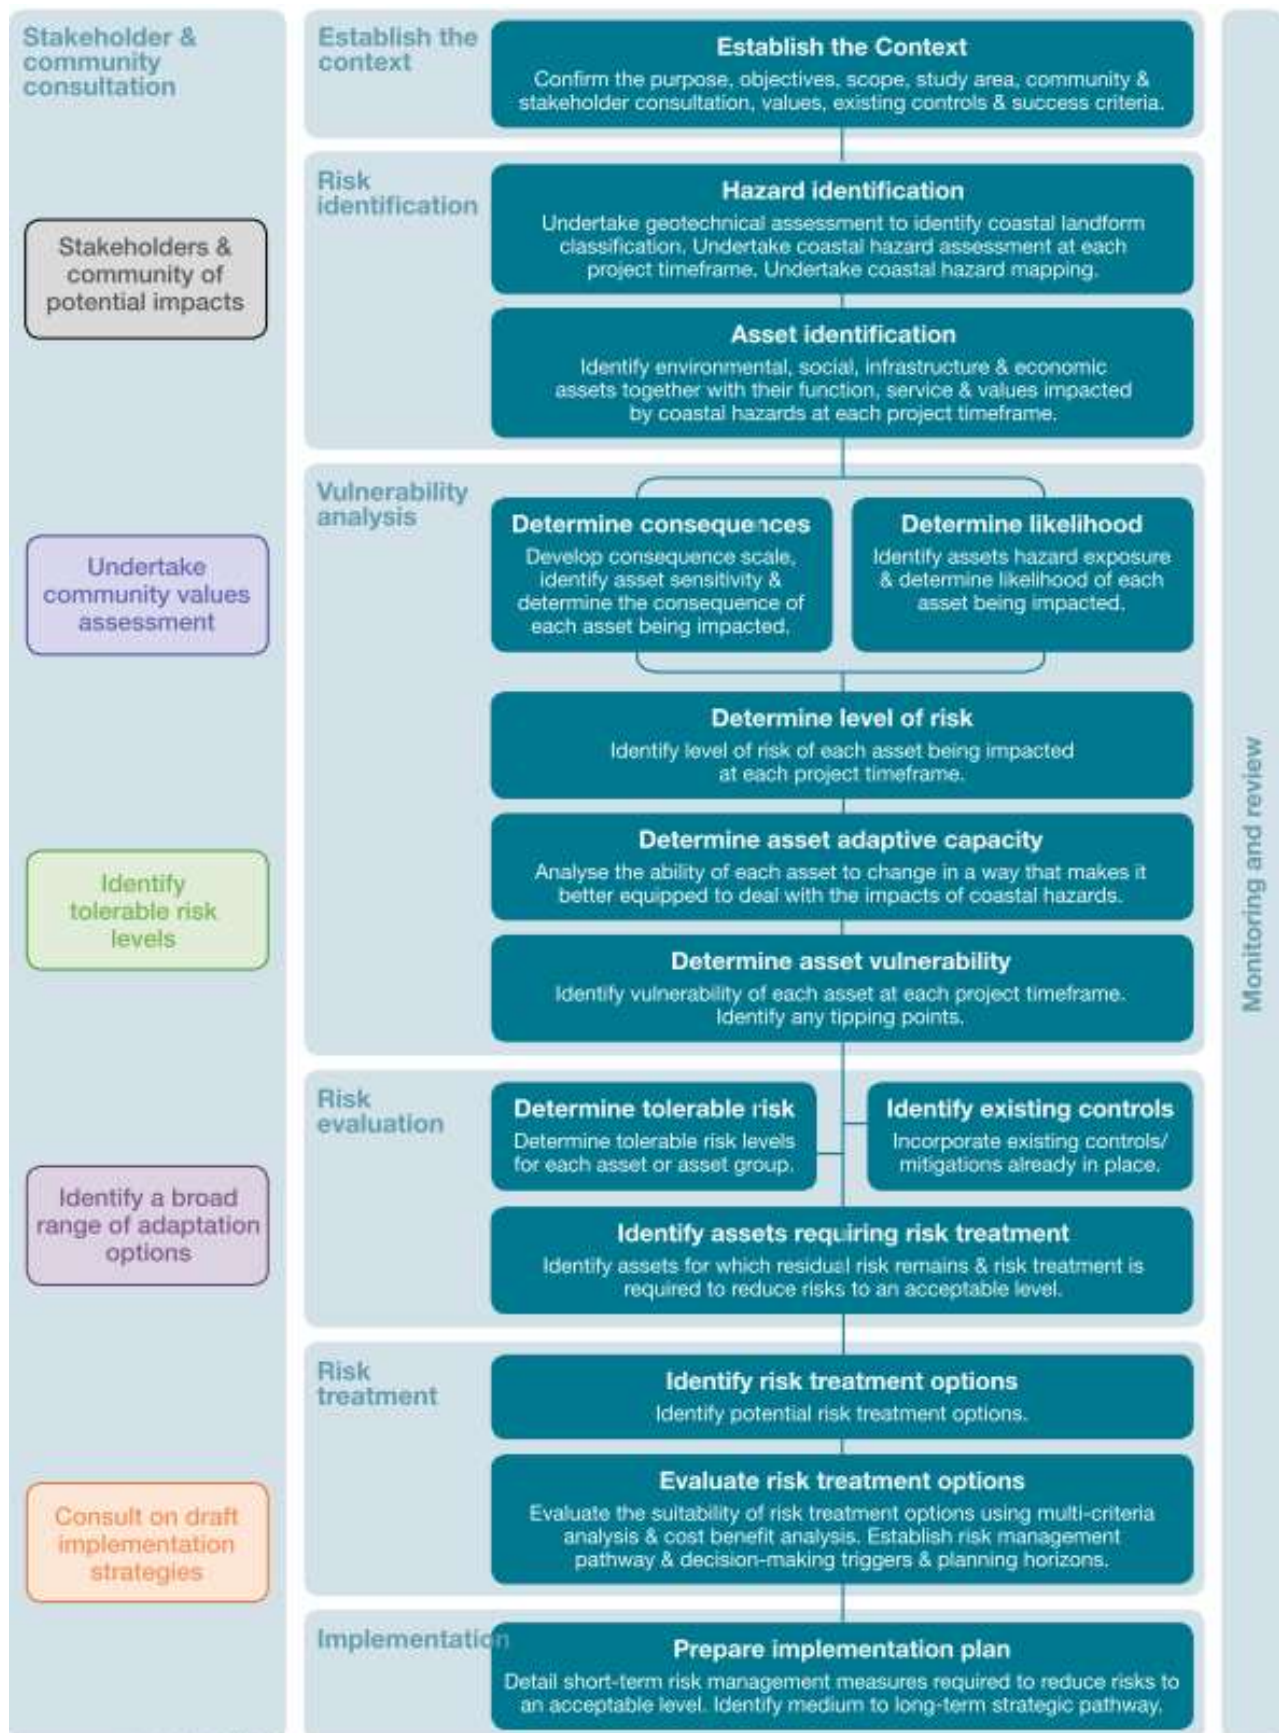 Stakeholder &
community
consultation
Stakeholders &
community of
potential impacts
Undertake
community values
assessment
Identify
tolerable risk
levels
Identify a broad
range of adaptation
options
Consult on draft
implementation
strategies
Establish the
context
Establish the Context
Confirm the purpose, objectives, scope, study area, community &
stakeholder consultation, values, existing controls & success criteria.
Risk
identification
Hazard identification
Undertake geotechnical assessment to identify coastal landform
classification. Undertake coastal hazard assessment at each
project timeframe. Undertake coastal hazard mapping.
Asset identification
Identify environmental, social, infrastructure & economic
assets together with their function, service & values impacted
by coastal hazards at each project timeframe.
Vulnerability
analysis
Determine consequences
Develop consequence scale,
identify asset sensitivity &
determine the consequence of
each asset being impacted.
Determine likelihood
Identify assets hazard exposure
& determine likelihood of each
asset being impacted.
Determine level of risk
Identify level of risk of each asset being impacted
at each project timeframe.
Determine asset adaptive capacity
Analyse the ability of each asset to change in a way that makes it
better equipped to deal with the impacts of coastal hazards.
Determine asset vulnerability
Identify vulnerability of each asset at each project timeframe.
Identify any tipping points.
Risk
evaluation
Determine tolerable risk
Determine tolerable risk levels
for each asset or asset group.
Identify existing controls
Incorporate existing controls/
mitigations already in place.
Identify assets requiring risk treatment
Identify assets for which residual risk remains & risk treatment is
required to reduce risks to an acceptable level.
Risk
treatment
Identify risk treatment options
Identify potential risk treatment options.
Evaluate risk treatment options
Evaluate the suitability of risk treatment options using multi-criteria
analysis & cost benefit analysis. Establish risk management
pathway & decision-making triggers & planning horizons.
Implementation
Prepare implementation plan
Detail short-term risk management measures required to reduce risks to
an acceptable level. Identify medium to long-term strategic pathway.
Monitoring and review